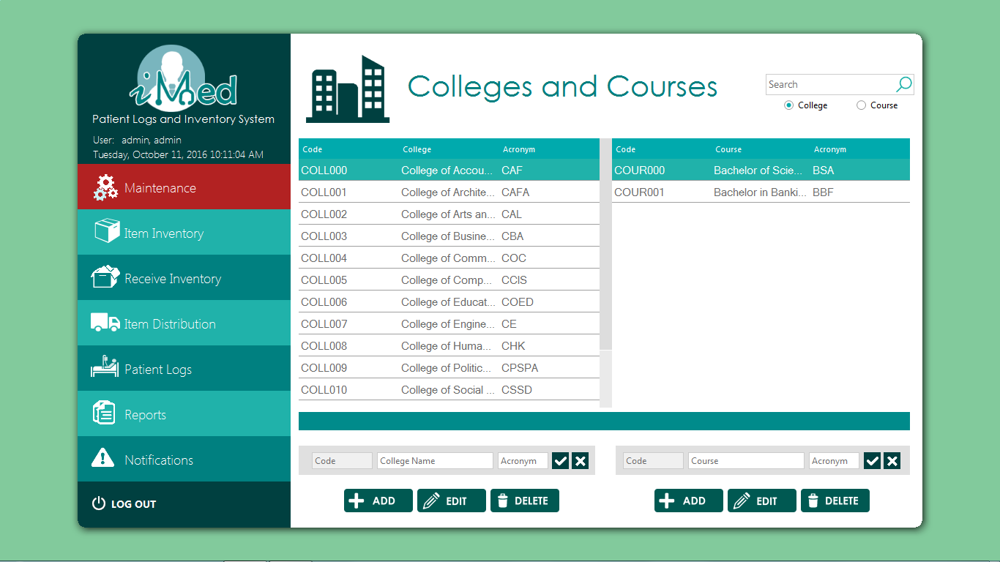 iMed
Patient Logs and Inventory System
User: admin, admin
Tuesday, October 11, 2016 10:11:04 AM
Maintenance
Item Inventory
Receive Inventory
Item Distribution
Patient Logs
Reports
Notifications
LOG OUT
Colleges and Courses
Search
College Course
Code College Acronym
COLL000 College of Accou... CAF
COLL001 College of Archite... CAFA
COLL002 College of Arts an... CAL
COLL003 College of Busine... CBA
COLL004 College of Comm... COC
COLL005 College of Comp... CCIS
COLL006 College of Educat... COED
COLL007 College of Engine... CE
COLL008 College of Huma... CHK
COLL009 College of Politic... CPSPA
COLL010 College of Social ... CSSD
Code Course Acronym
COUR000 Bachelor of Scie... BSA
COUR001 Bachelor in Banki... BBF
Code College Name Acronym
ADD EDIT DELETE
Code Course Acronym
ADD EDIT DELETE